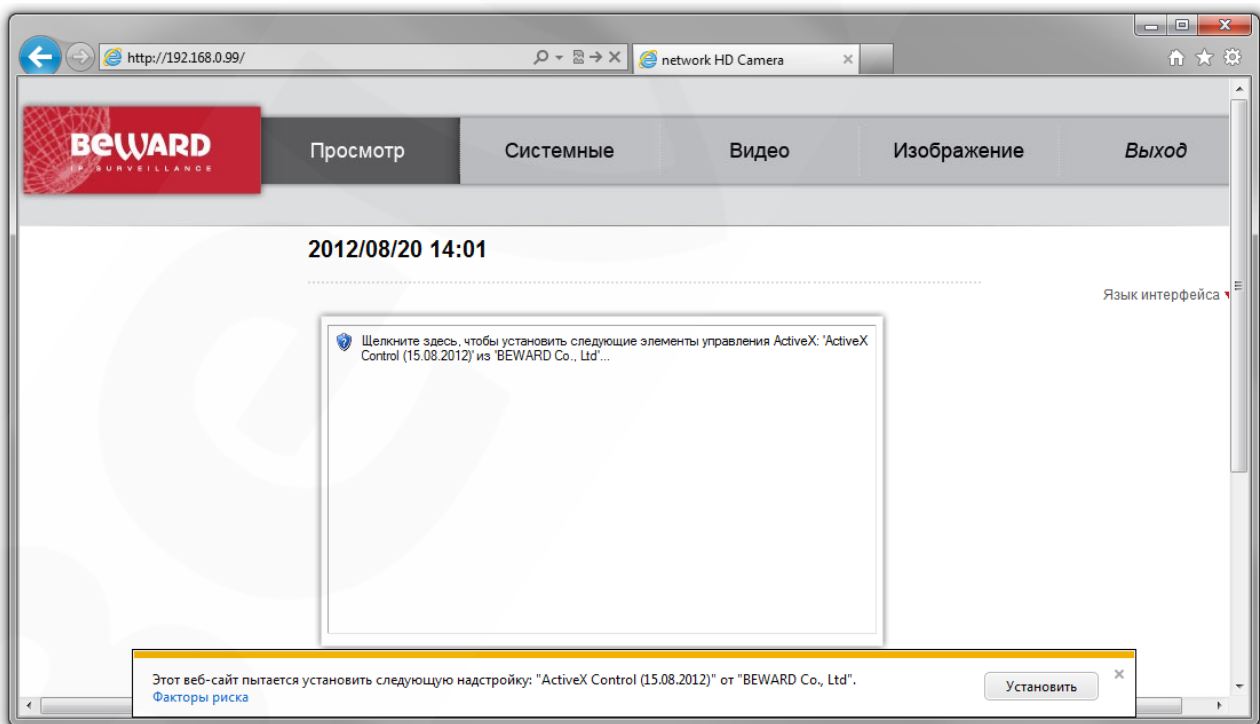 http://192.168.0.99/
network HD Camera
BEWARD
IP SURVEILLANCE
Просмотр
Системные
Видео
Изображение
Выход
2012/08/20 14:01
Язык интерфейса
Щелкните здесь, чтобы установить следующие элементы управления ActiveX: 'ActiveX
Control (15.08.2012)' из 'BEWARD Co., Ltd'...
Этот веб-сайт пытается установить следующую надстройку: "ActiveX Control (15.08.2012)" от "BEWARD Co., Ltd".
Факторы риска
Установить